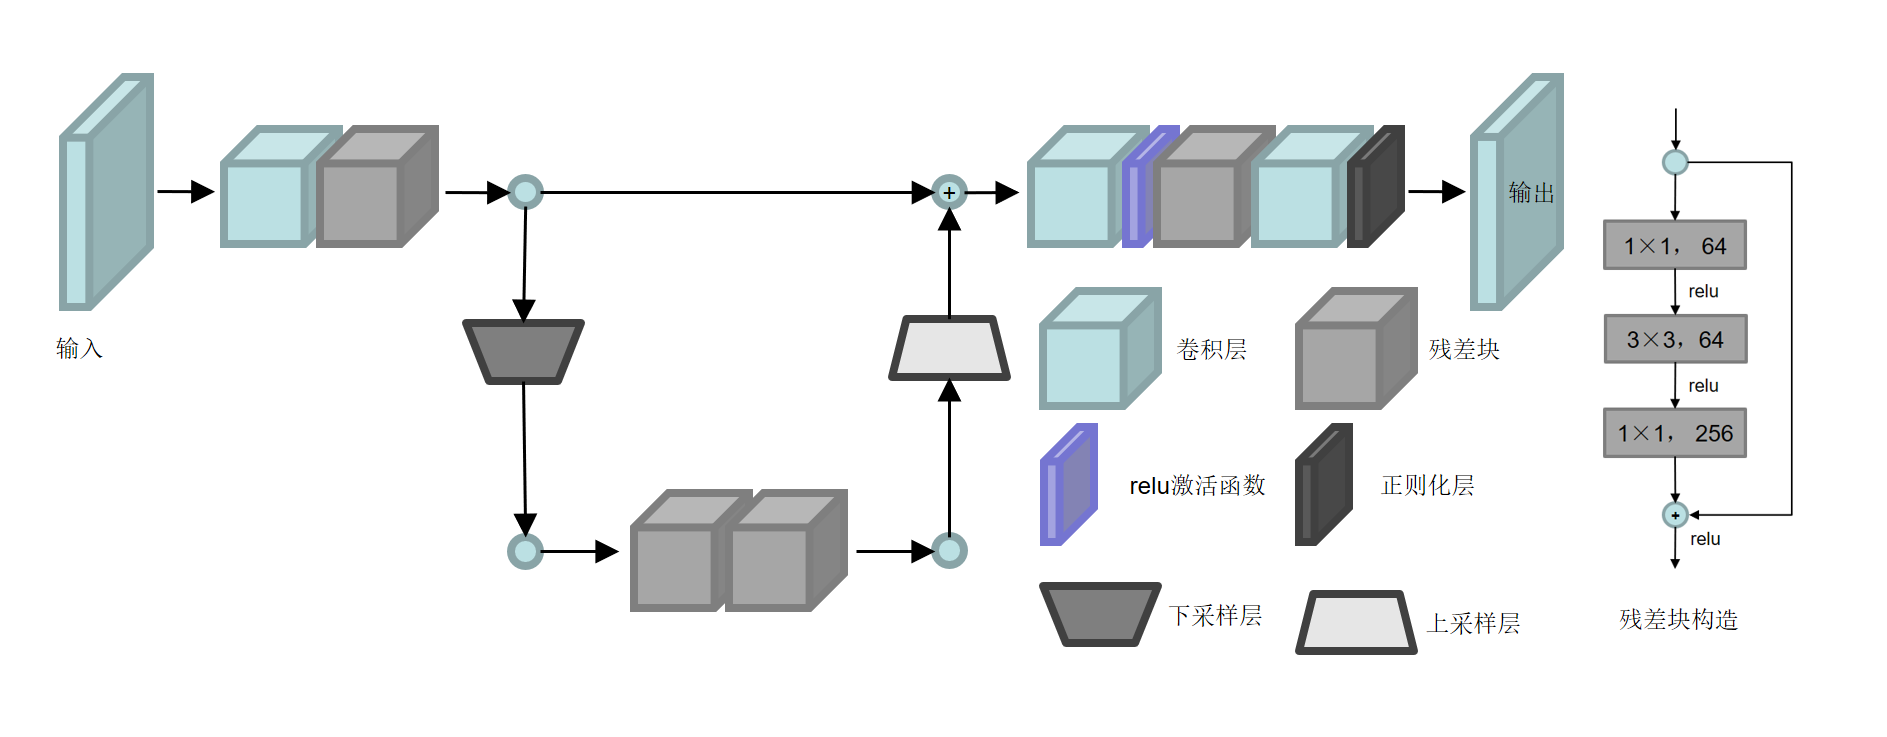 输入
+
输出
卷积层
残差块
relu激活函数
正则化层
下采样层
上采样层
1×1， 64
relu
3×3，64
relu
1×1， 256
+
relu
残差块构造